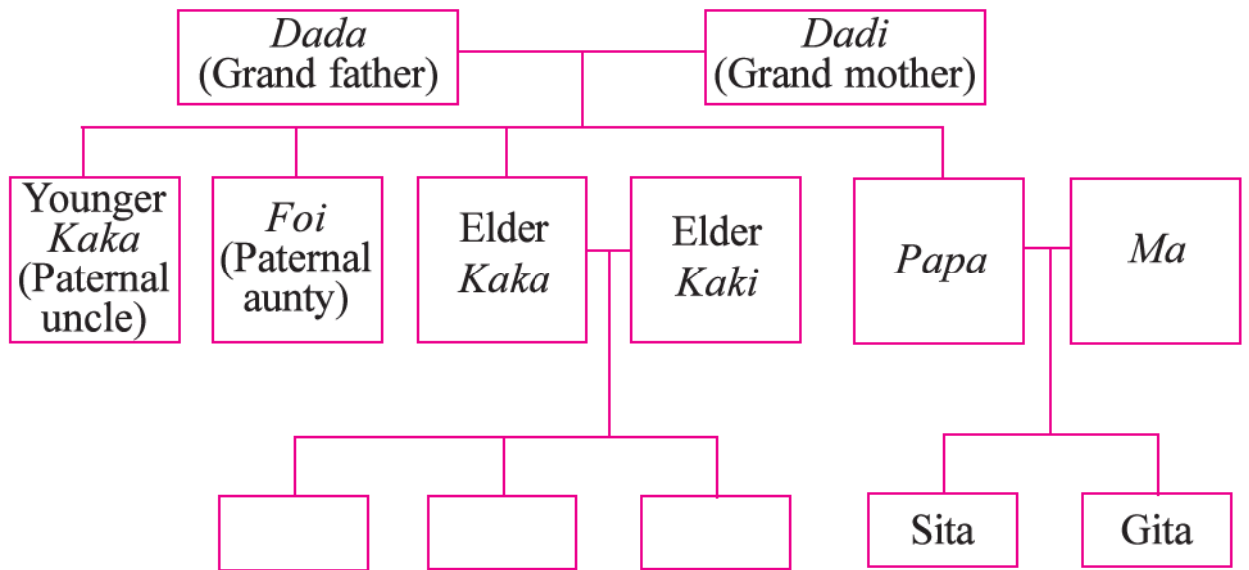 Dada
(Grand father)
Dadi
(Grand mother)
Younger
Kaka
(Paternal
uncle)
Foi
(Paternal
aunty)
Elder
Kaka
Elder
Kaki
Papa
Ma
Sita
Gita